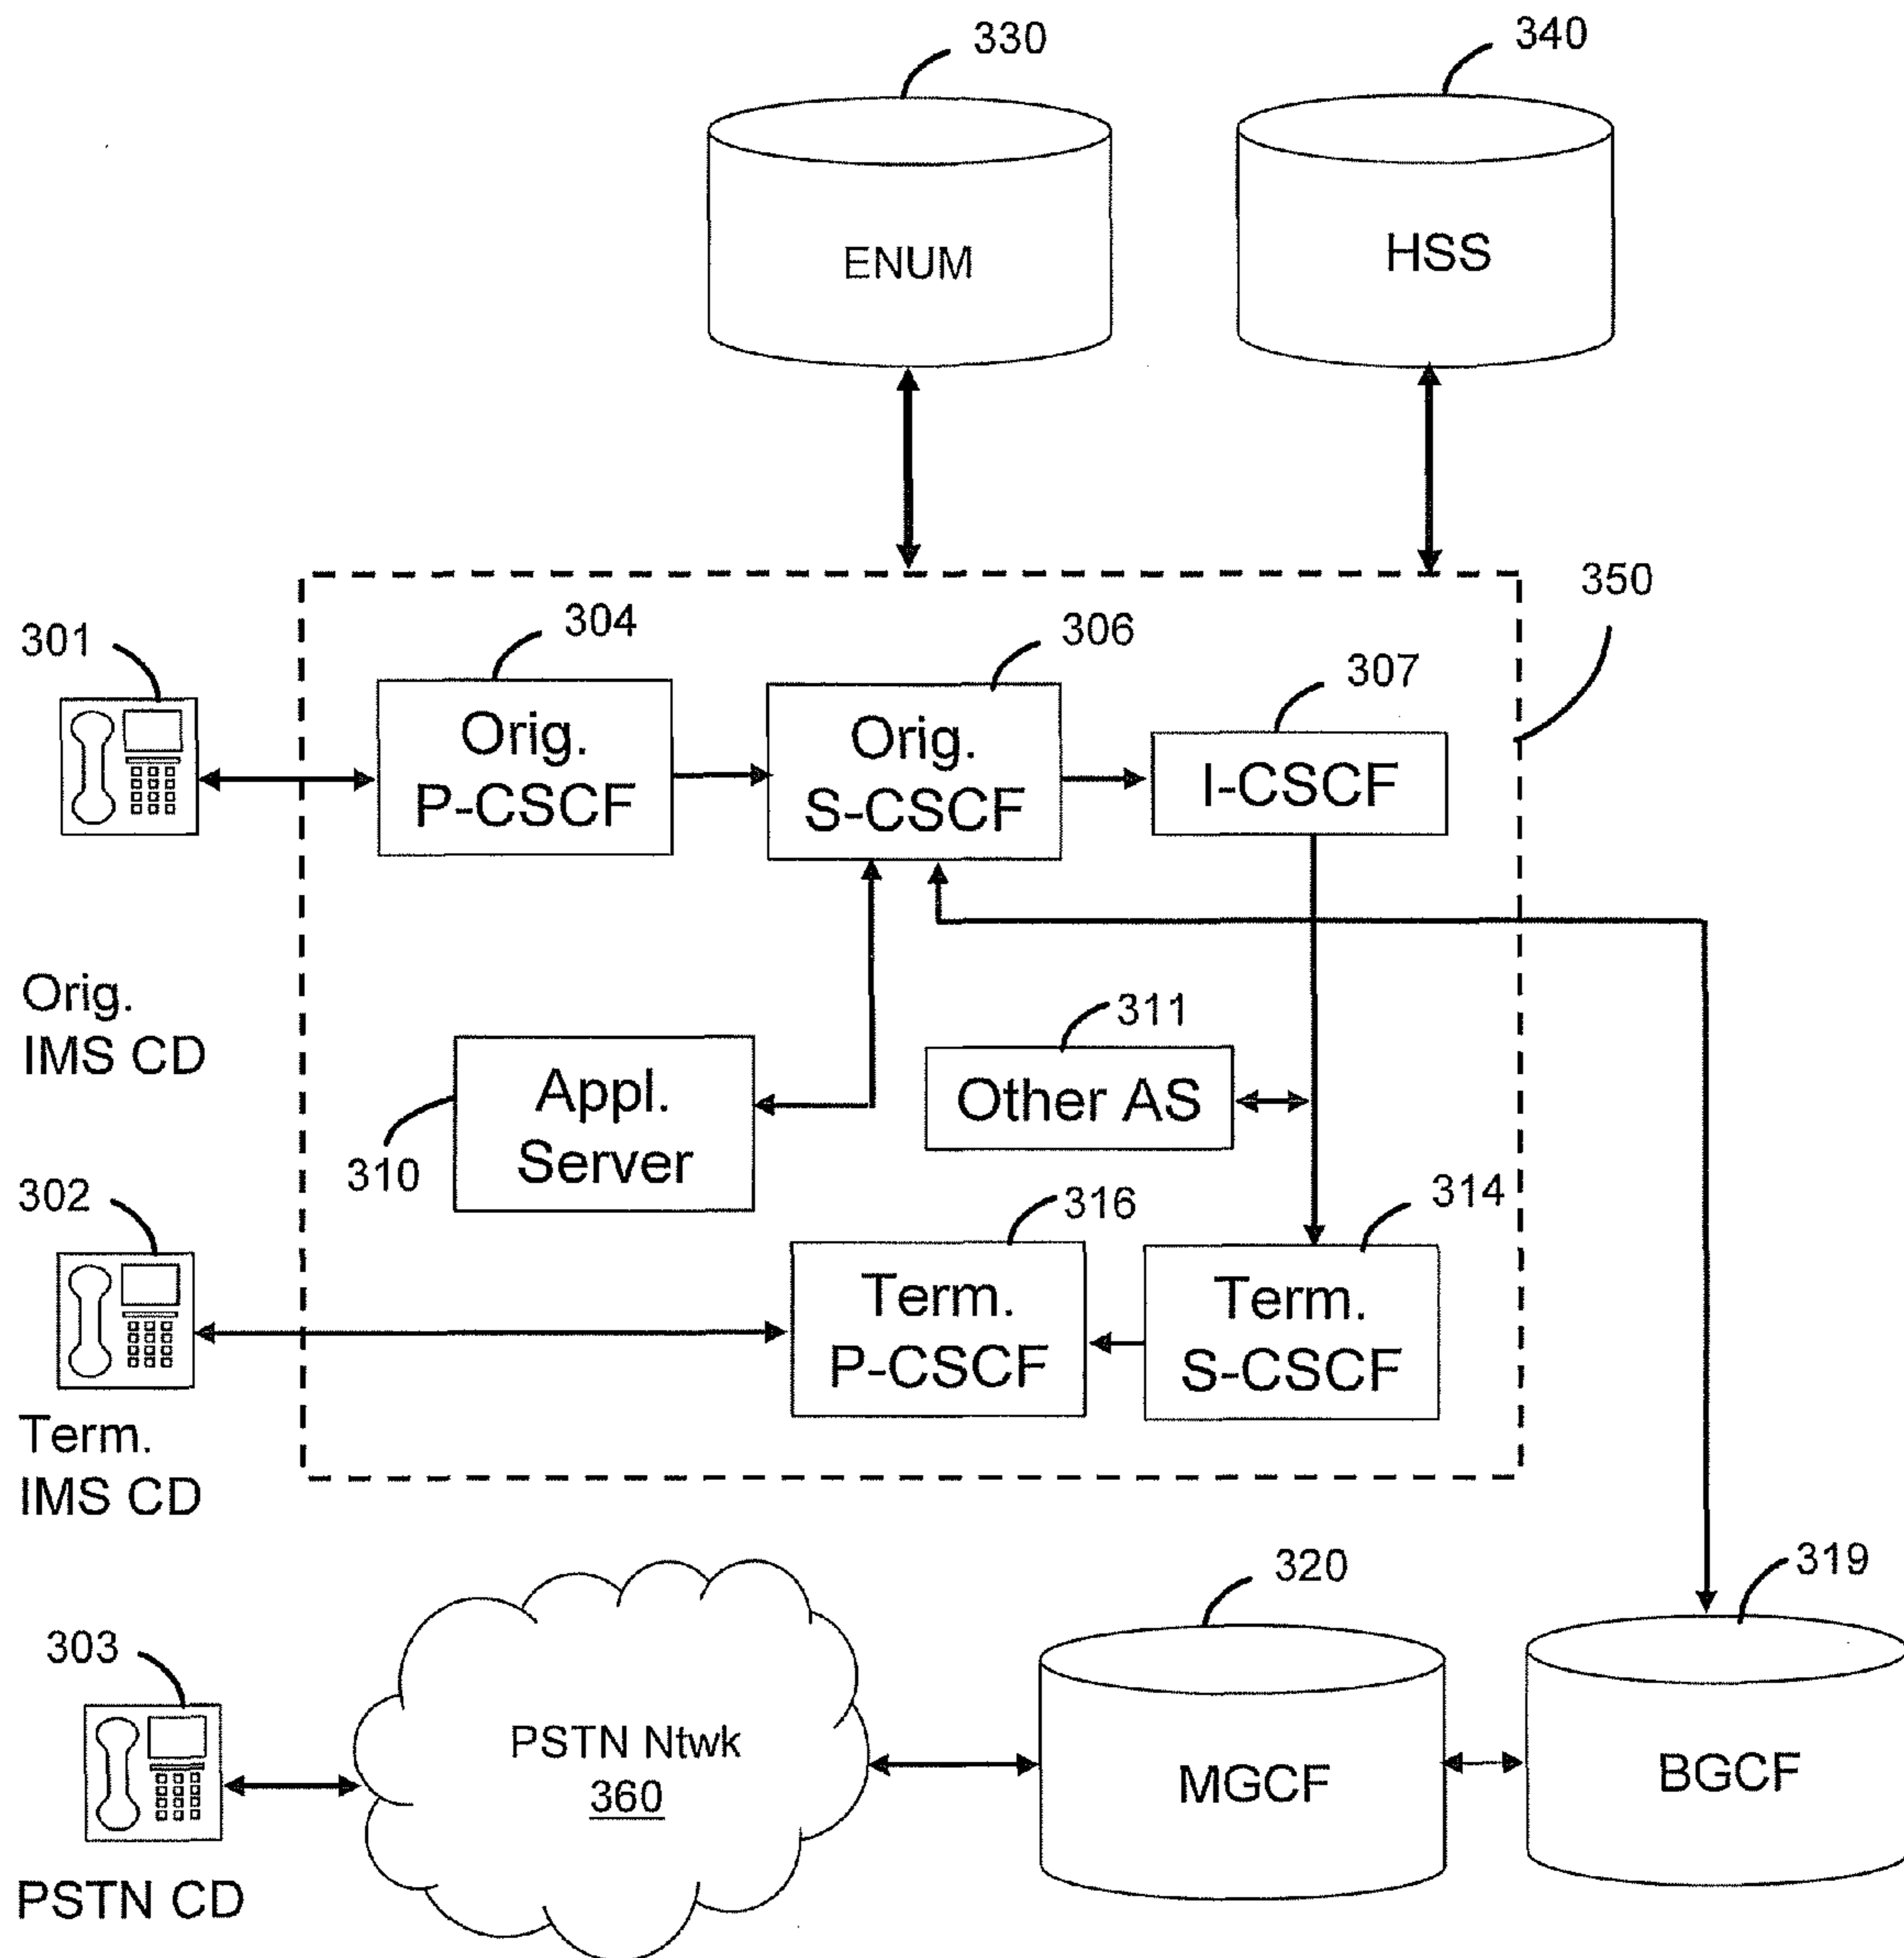 330
340
ENUM
HSS
350
301
304
306
307
Orig.
P-CSCF
Orig.
S-CSCF
I-CSCF
Orig.
IMS CD
311
Other AS
Appl.
Server
310
302
316
314
Term.
P-CSCF
Term.
S-CSCF
Term.
IMS CD
320
319
303
PSTN Ntwk
360
MGCF
BGCF
PSTN CD